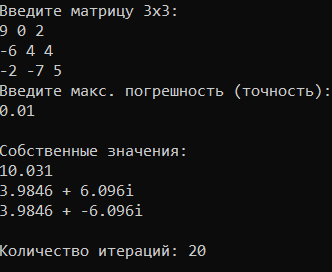 Введите матрицу 3x3:
9 0 2
-6 4 4
-2 -7 5
Введите макс. погрешность (точность):
0.01
Собственные значения:
10.031
3.9846 + 6.096i
3.9846 + -6.096i
Количество итераций: 20